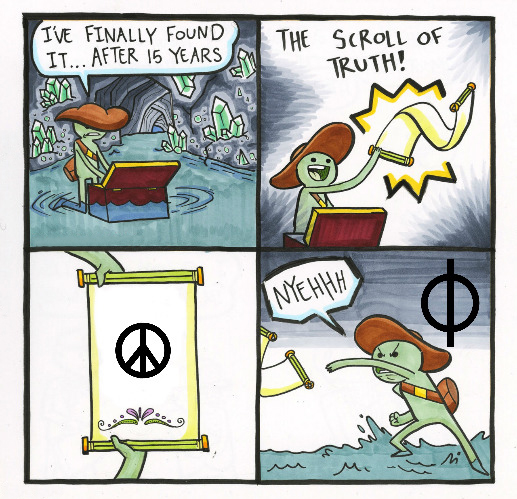 I'VE FINALLY FOUND
IT... AFTER 15 YEARS
THE SCROLL OF
TRUTH!
☮
NYEHHH
⌽